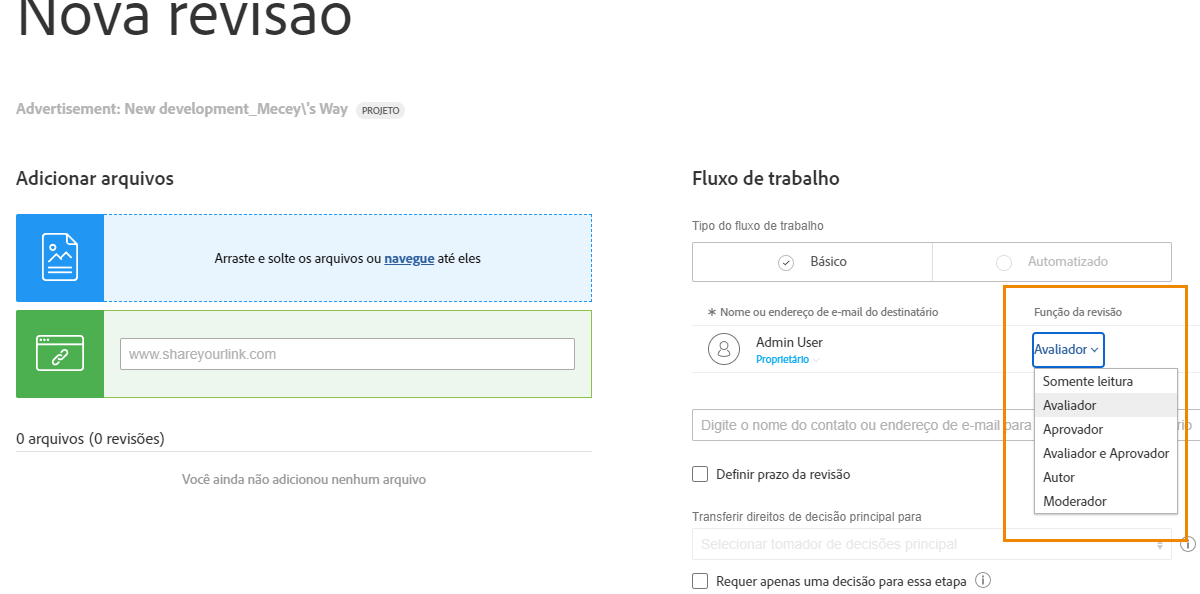 Nova revisão
Advertisement: New development_Mecey\'s Way PROJETO
Adicionar arquivos
Arraste e solte os arquivos ou navegue até eles
www.shareyourlink.com
0 arquivos (0 revisões)
Você ainda não adicionou nenhum arquivo
Fluxo de trabalho
Tipo do fluxo de trabalho
Básico Automatizado
* Nome ou endereço de e-mail do destinatário Função da revisão
Admin User
Proprietário
Avaliador
Somente leitura
Avaliador
Aprovador
Avaliador e Aprovador
Autor
Moderador
Digite o nome do contato ou endereço de e-mail para
Definir prazo da revisão
Transferir direitos de decisão principal para
Selecionar tomador de decisões principal
Requer apenas uma decisão para essa etapa